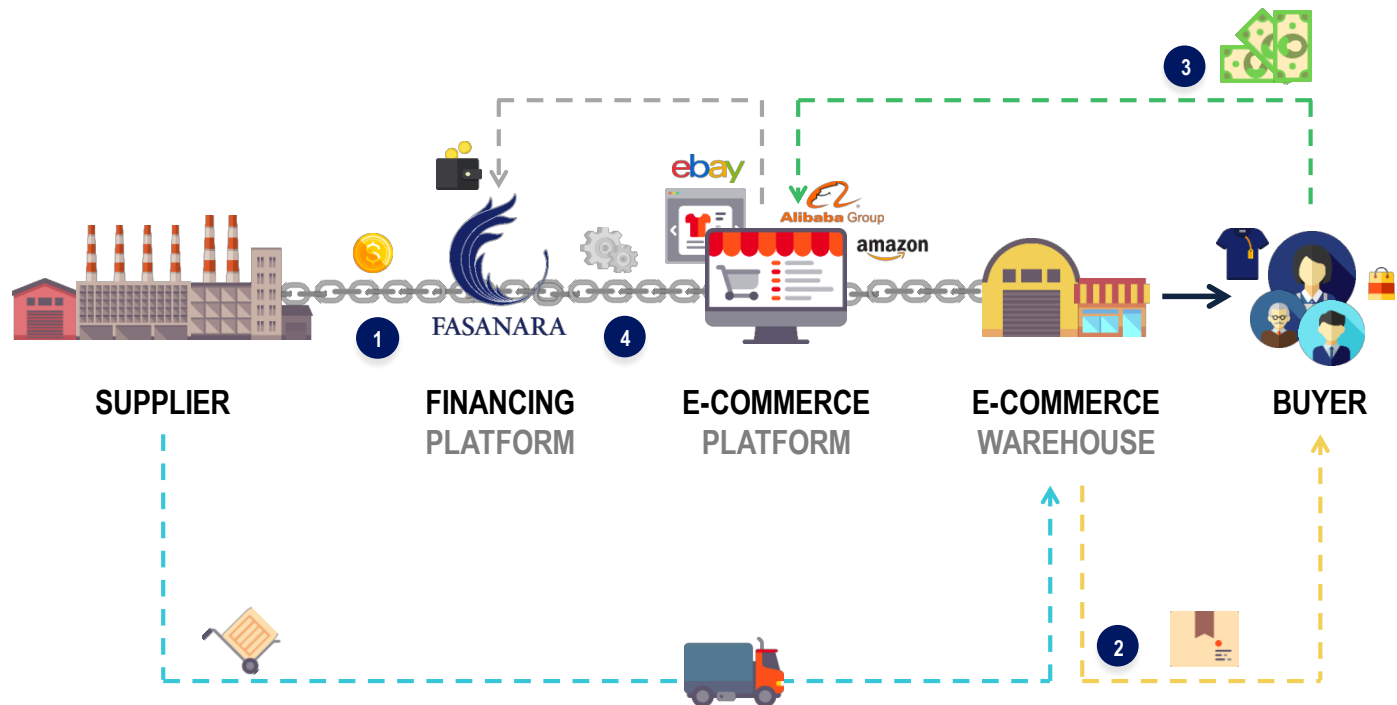 3
ebay
Alibaba Group
amazon
$
FASANARA
1
4
SUPPLIER
FINANCING
PLATFORM
E-COMMERCE
PLATFORM
E-COMMERCE
WAREHOUSE
BUYER
2